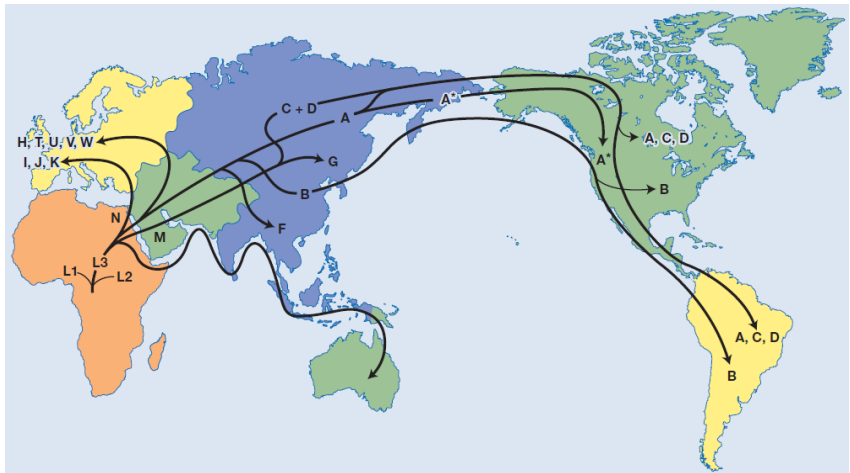 C + D
A
A*
H, T, U, V, W
I, J, K
G
B
A, C, D
A*
B
N
M
F
L3
L1
L2
A, C, D
B